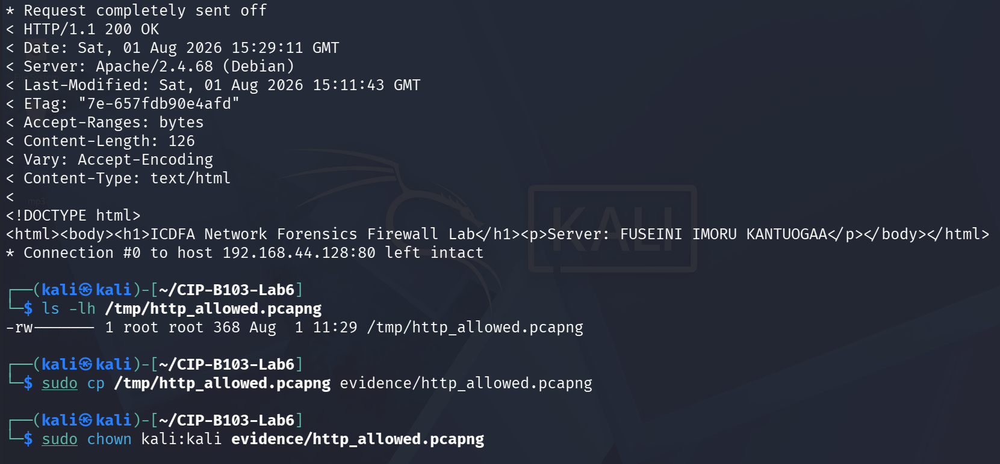 * Request completely sent off
< HTTP/1.1 200 OK
< Date: Sat, 01 Aug 2026 15:29:11 GMT
< Server: Apache/2.4.68 (Debian)
< Last-Modified: Sat, 01 Aug 2026 15:11:43 GMT
< ETag: "7e-657fdb90e4afd"
< Accept-Ranges: bytes
< Content-Length: 126
< Vary: Accept-Encoding
< Content-Type: text/html
<
mp3
<!DOCTYPE html>
<html><body><h1>ICDFA Network Forensics Firewall Lab</h1><p>Server: FUSEINI IMORU KANTUOGAA</p></body></html>
KALI
* Connection #0 to host 192.168.44.128:80 left intact
┌──(kali㉿kali)-[~/CIP-B103-Lab6]
└─$ ls -lh /tmp/http_allowed.pcapng
-rw------- 1 root root 368 Aug  1 11:29 /tmp/http_allowed.pcapng
┌──(kali㉿kali)-[~/CIP-B103-Lab6]
└─$ sudo cp /tmp/http_allowed.pcapng evidence/http_allowed.pcapng
┌──(kali㉿kali)-[~/CIP-B103-Lab6]
└─$ sudo chown kali:kali evidence/http_allowed.pcapng